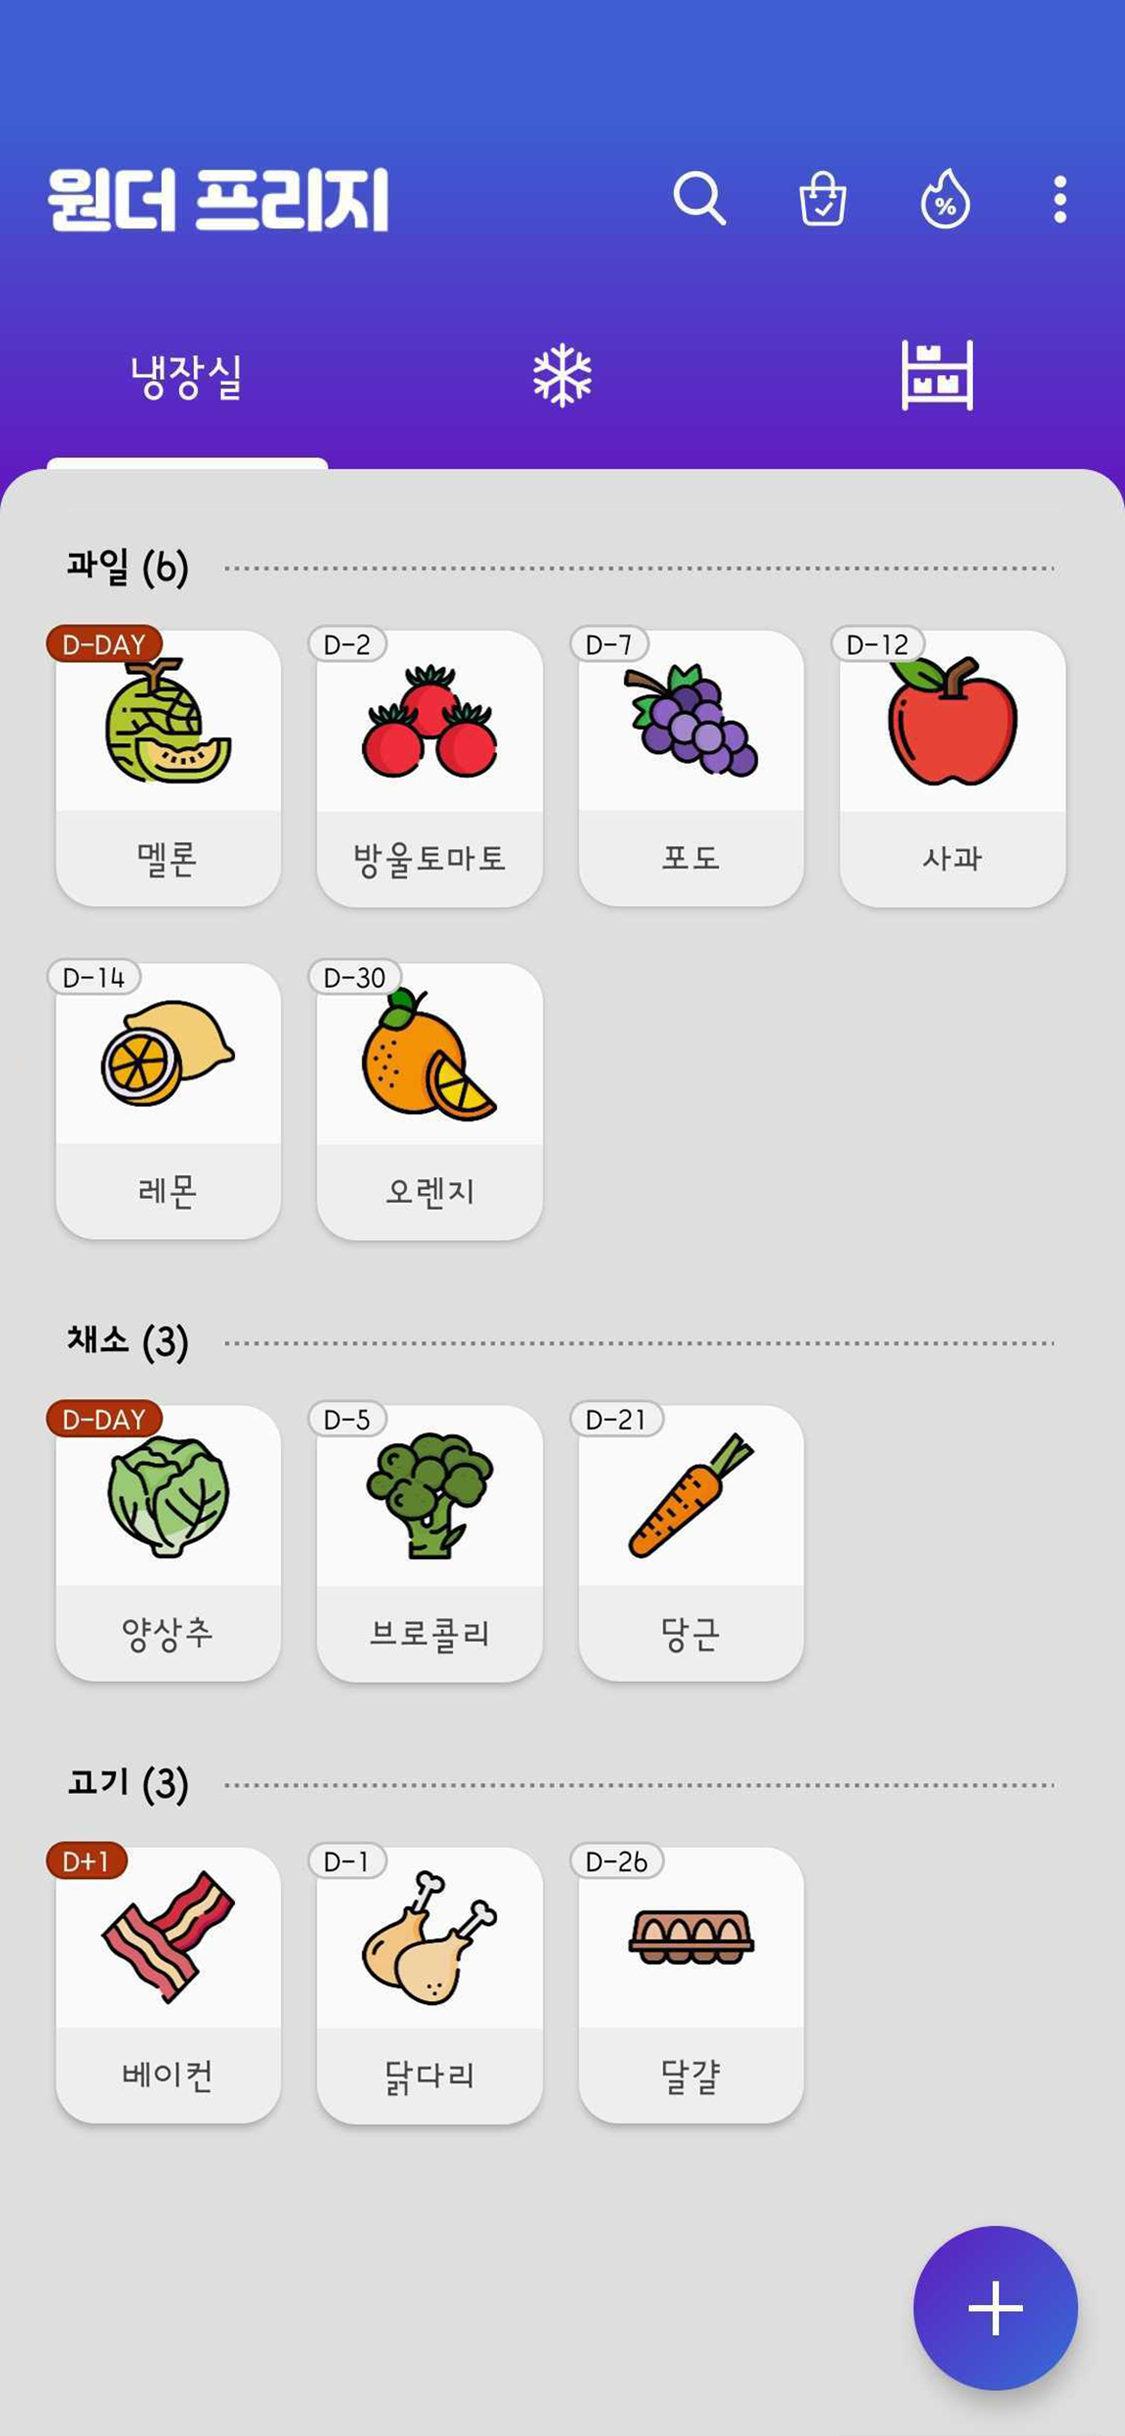 원더 프리지
%
냉장실
과일 (6)
D-DAY
D-2
D-7
D-12
멜론
방울토마토
포도
사과
D-14
D-30
레몬
오렌지
채소 (3)
D-DAY
D-5
D-21
양상추
브로콜리
당근
고기 (3)
D+1
D-1
D-26
베이컨
닭다리
달걀